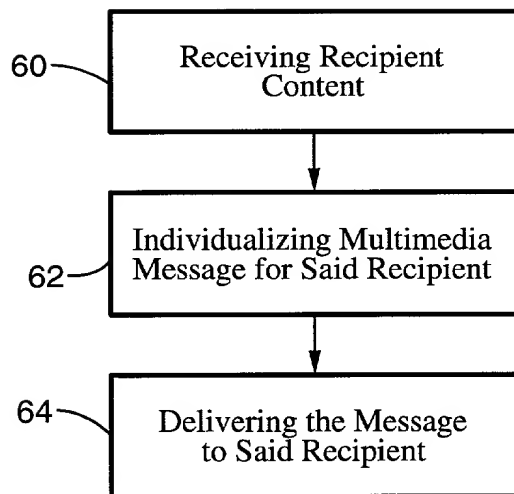 60
Receiving Recipient
Content
62
Individualizing Multimedia
Message for Said Recipient
64
Delivering the Message
to Said Recipient